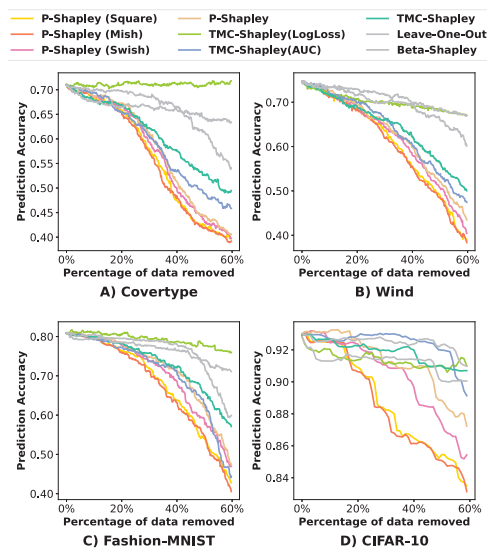 P-Shapley (Square) P-Shapley TMC-Shapley
P-Shapley (Mish) TMC-Shapley(LogLoss) Leave-One-Out
P-Shapley (Swish) TMC-Shapley(AUC) Beta-Shapley
Prediction Accuracy
0.70
0.65
0.60
0.55
0.50
0.45
0.40
0% 20% 40% 60%
Percentage of data removed
A) Covertype
Prediction Accuracy
0.70
0.60
0.50
0.40
0% 20% 40% 60%
Percentage of data removed
B) Wind
Prediction Accuracy
0.80
0.70
0.60
0.50
0.40
0% 20% 40% 60%
Percentage of data removed
C) Fashion-MNIST
Prediction Accuracy
0.92
0.90
0.88
0.86
0.84
0% 20% 40% 60%
Percentage of data removed
D) CIFAR-10